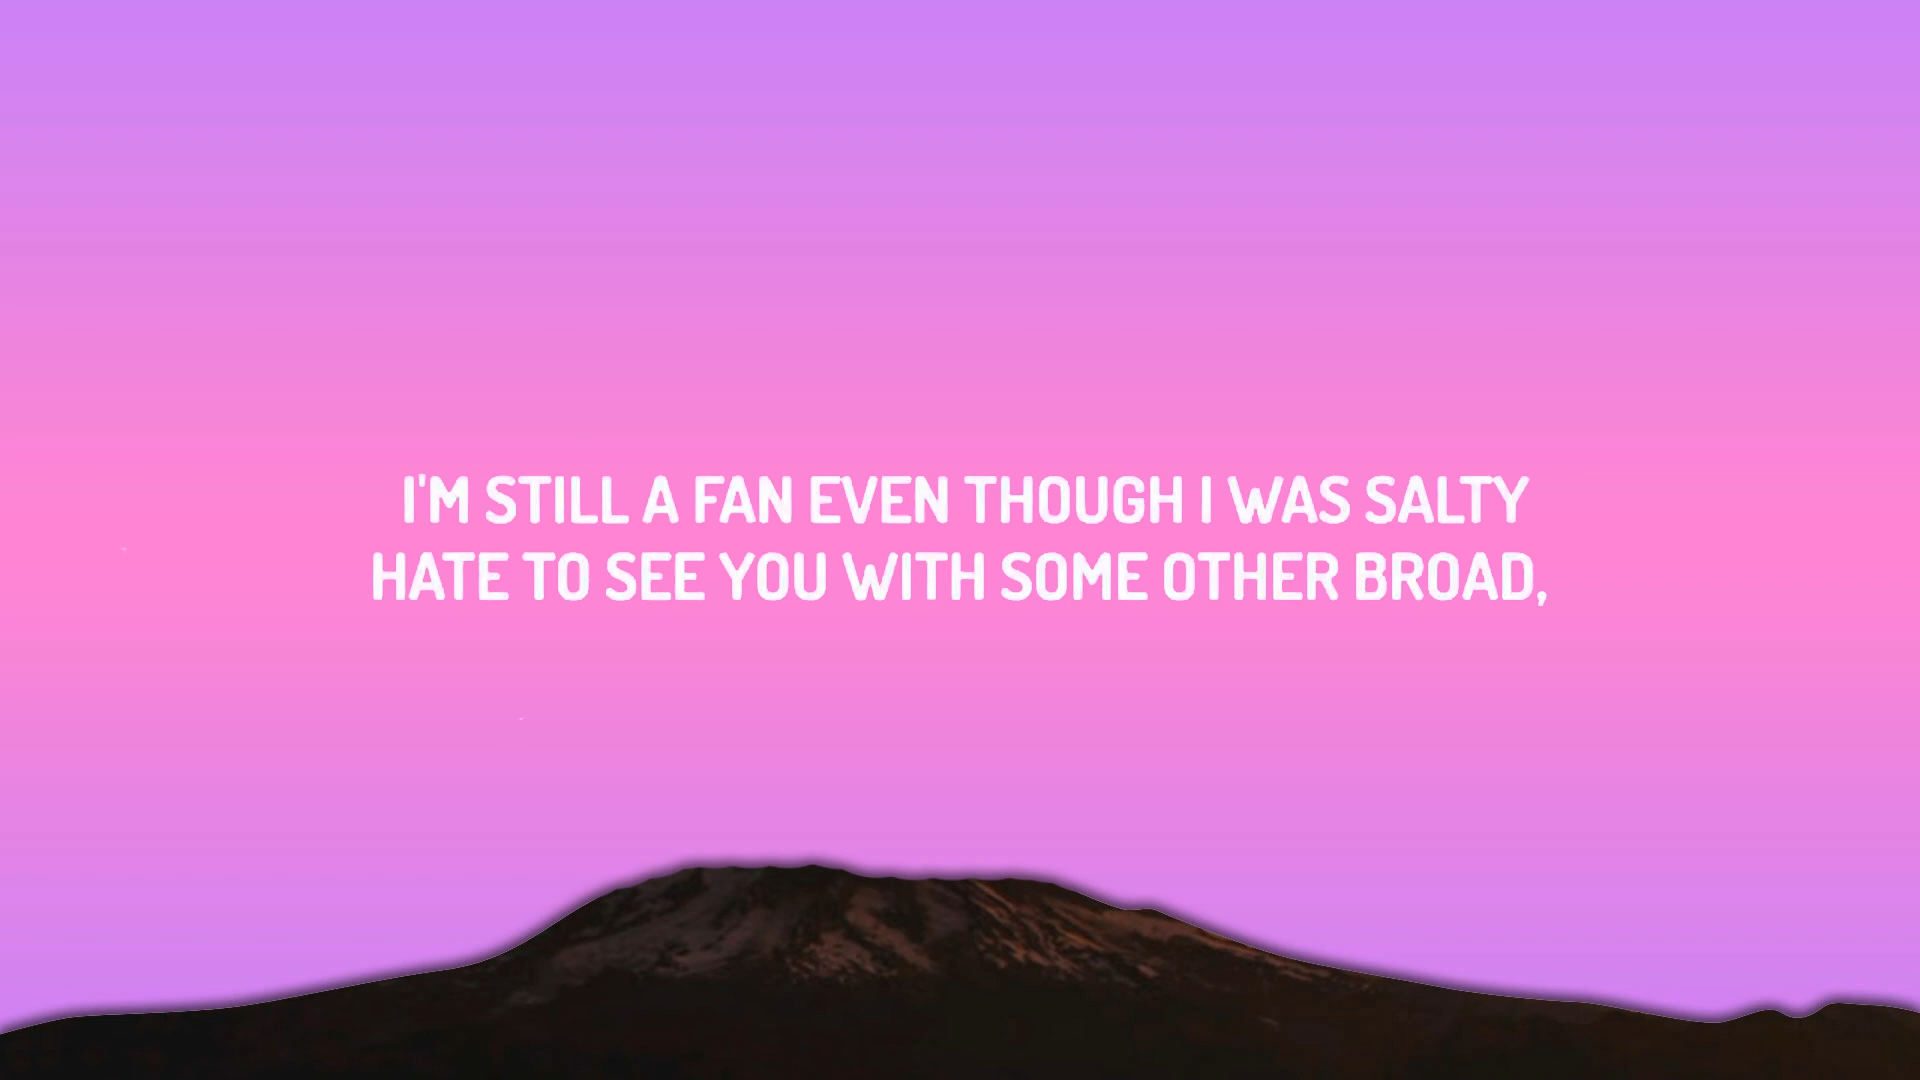 I'M STILL A FAN EVEN THOUGH I WAS SALTY
HATE TO SEE YOU WITH SOME OTHER BROAD,